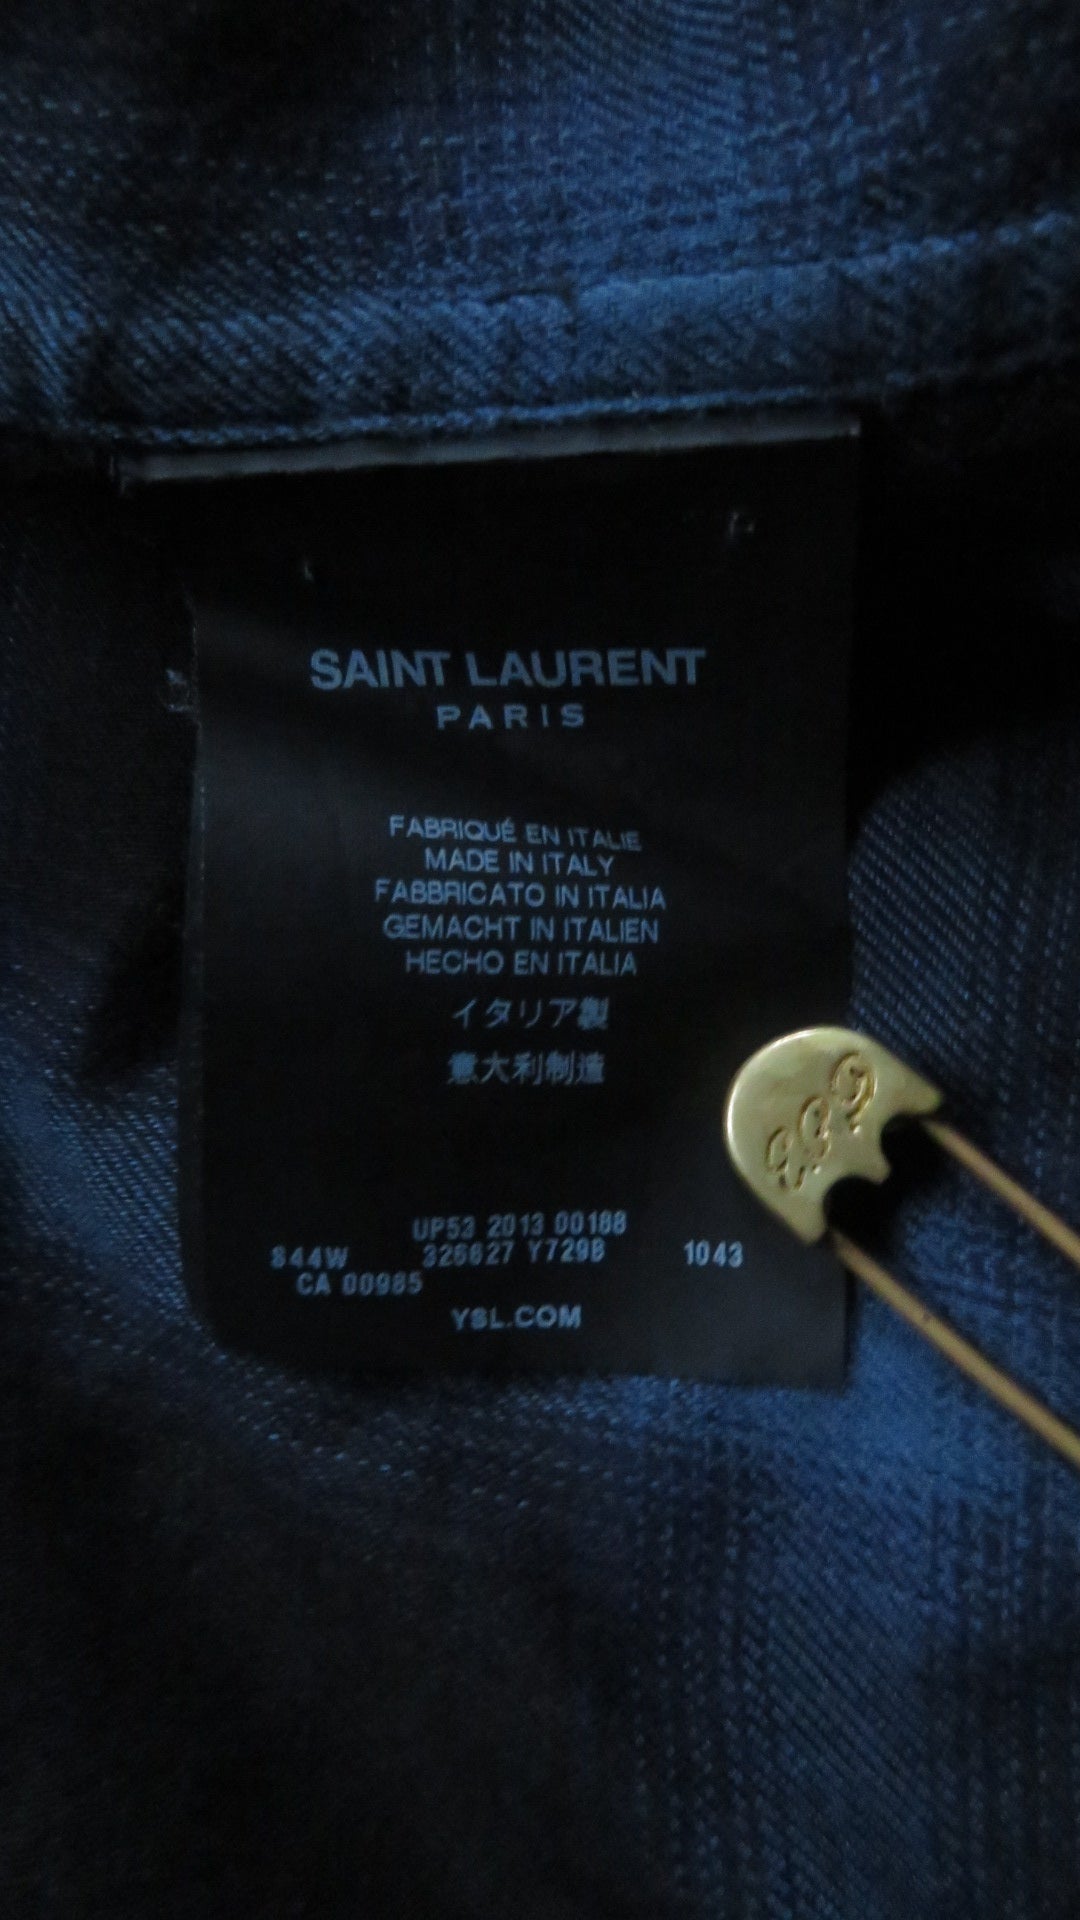 SAINT LAURENT
PARIS
FABRIQUÉ EN ITALIE
MADE IN ITALY
FABBRICATO IN ITALIA
GEMACHT IN ITALIEN
HECHO EN ITALIA
イタリア製
意大利制造
UP53 2013 00188
844W 325627 Y729B 1043
CA 00985
YSL.COM